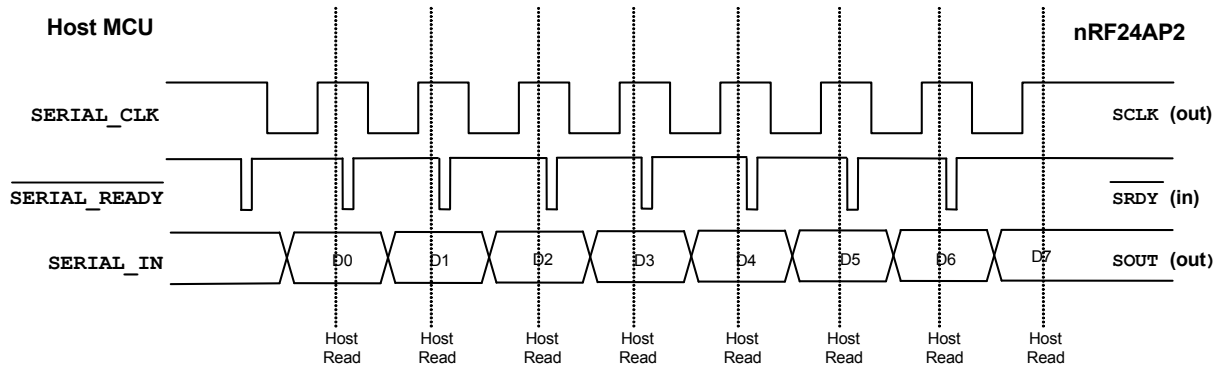 Host MCU
nRF24AP2
SERIAL_CLK
SCLK (out)
SERIAL_READY
SRDY (in)
SERIAL_IN
D0 D1 D2 D3 D4 D5 D6 D7
SOUT (out)
Host Read
Host Read
Host Read
Host Read
Host Read
Host Read
Host Read
Host Read